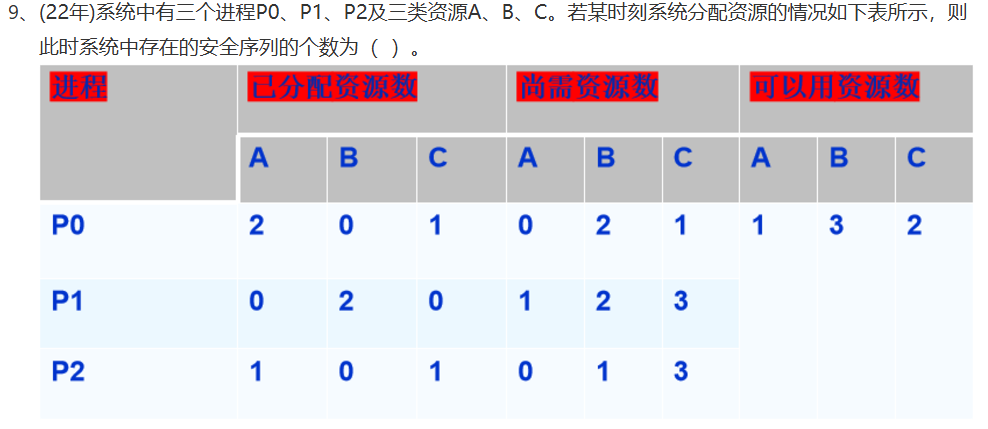 9、(22年)系统中有三个进程P0、P1、P2及三类资源A、B、C。若某时刻系统分配资源的情况如下表所示，则
此时系统中存在的安全序列的个数为（ ）。
进程 已分配资源数 尚需资源数 可以用资源数
A B C A B C A B C
P0 2 0 1 0 2 1 1 3 2
P1 0 2 0 1 2 3
P2 1 0 1 0 1 3